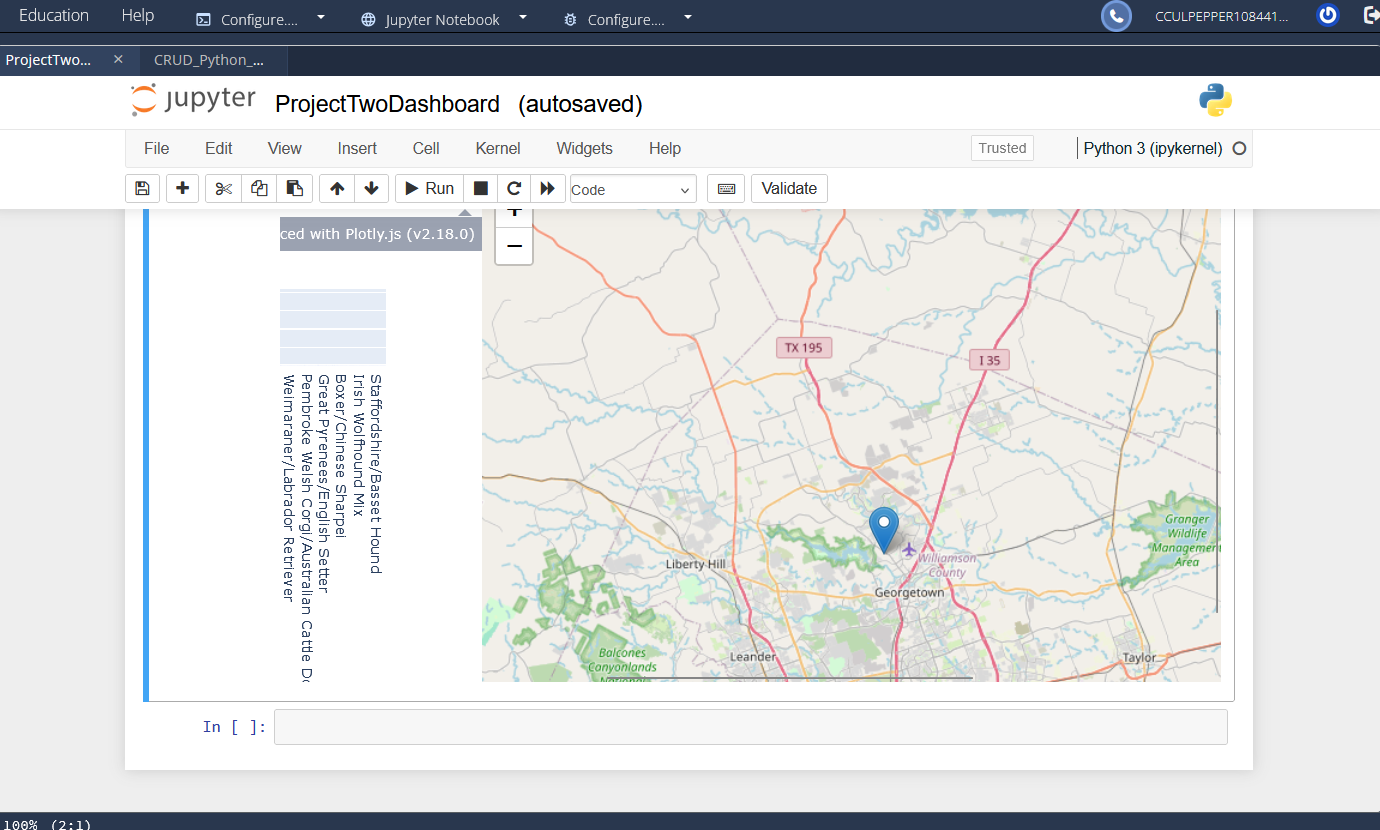 Education Help Configure.... Jupyter Notebook Configure.... CCULPEPPER108441...
ProjectTwo... × CRUD_Python_...
jupyter ProjectTwoDashboard (autosaved)
File Edit View Insert Cell Kernel Widgets Help Trusted Python 3 (ipykernel)
Run Code Validate
ced with Plotly.js (v2.18.0)
+
−
Staffordshire/Basset Hound
Irish Wolfhound Mix
Boxer/Chinese Sharpei
Great Pyrenees/English Setter
Pembroke Welsh Corgi/Australian Cattle Do
Weimaraner/Labrador Retriever
TX 195
I 35
Granger
Wildlife
Management
Area
Williamson
County
Liberty Hill
Georgetown
Balcones
Canyonlands
National
Leander
Taylor
In [ ]:
100% (2:1)